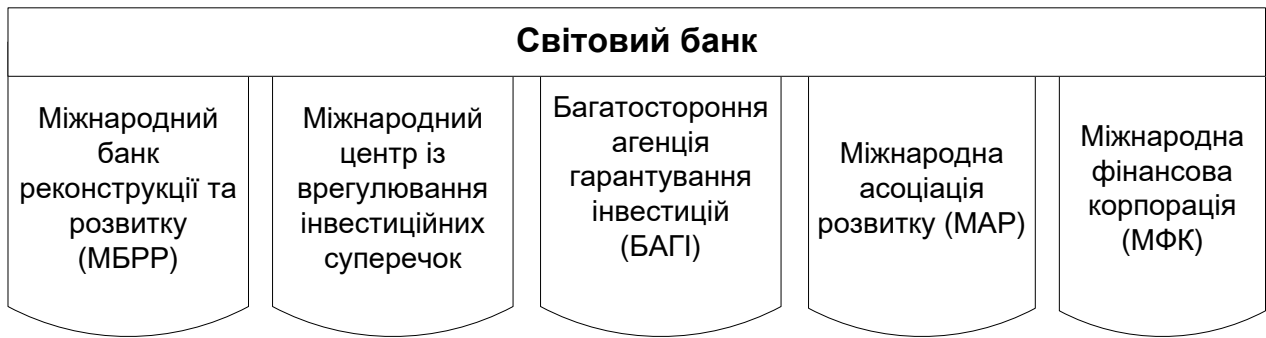 Світовий банк
Міжнародний
банк
реконструкції та
розвитку
(МБРР)
Міжнародний
центр із
врегулювання
інвестиційних
суперечок
Багатостороння
агенція
гарантування
інвестицій
(БАГІ)
Міжнародна
асоціація
розвитку (МАР)
Міжнародна
фінансова
корпорація
(МФК)